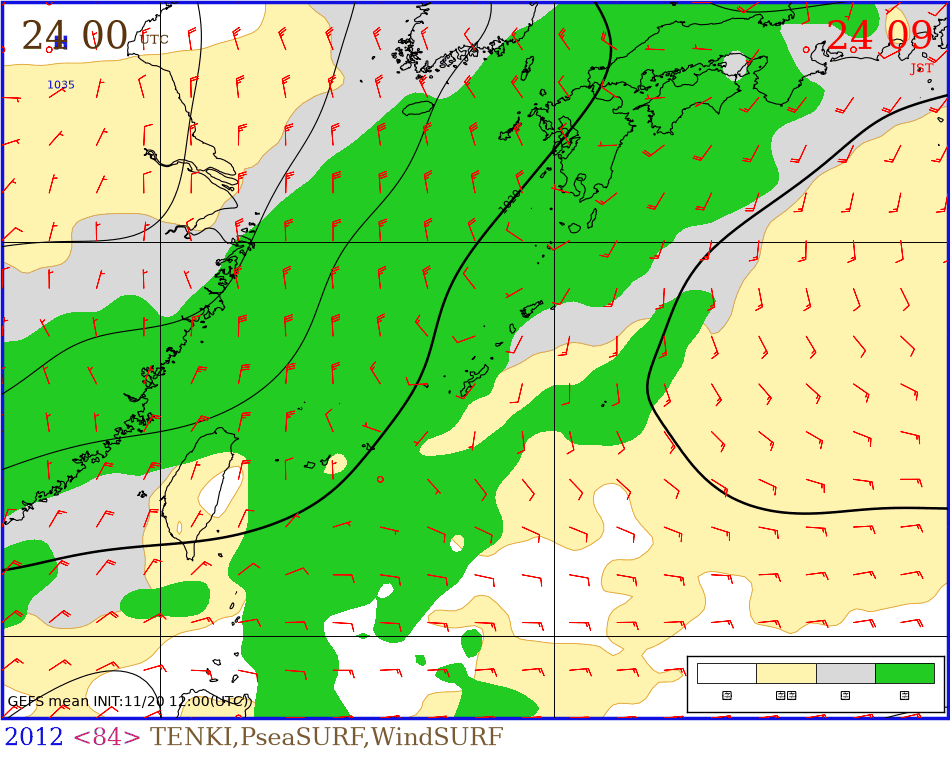 24 00 UTC
24 09
JST
1035
1020
GEFS mean INIT:11/20 12:00(UTC)
2012 <84> TENKI,PseaSURF,WindSURF